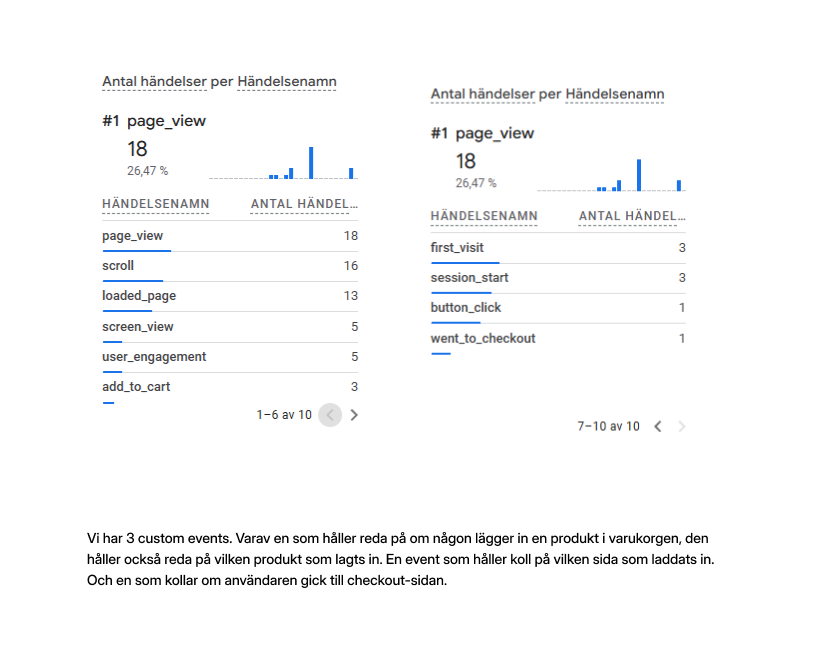 Antal händelser per Händelsenamn
#1 page_view
18
26,47 %
HÄNDELSENAMN ANTAL HÄNDEL...
page_view 18
scroll 16
loaded_page 13
screen_view 5
user_engagement 5
add_to_cart 3
1–6 av 10
Antal händelser per Händelsenamn
#1 page_view
18
26,47 %
HÄNDELSENAMN ANTAL HÄNDEL...
first_visit 3
session_start 3
button_click 1
went_to_checkout 1
7–10 av 10
Vi har 3 custom events. Varav en som håller reda på om någon lägger in en produkt i varukorgen, den
håller också reda på vilken produkt som lagts in. En event som håller koll på vilken sida som laddats in.
Och en som kollar om användaren gick till checkout-sidan.